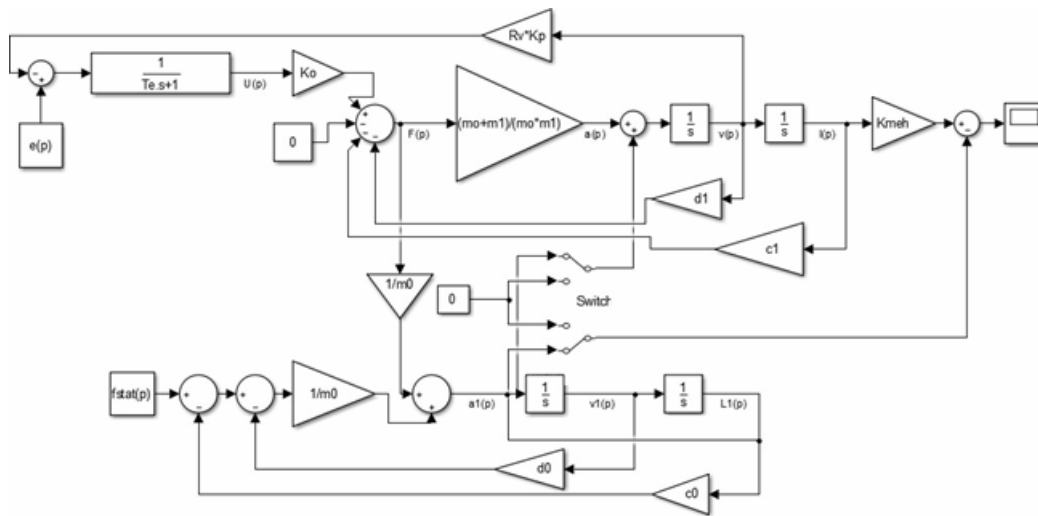 Rv*Kp
1
Te.s+1
U(p)
Ko
e(p)
0
F(p)
(mo+m1)/(mo*m1)
a(p)
1
s
v(p)
1
s
l(p)
Kmeh
d1
c1
1/m0
0
Switch
fstat(p)
1/m0
a1(p)
1
s
v1(p)
1
s
L1(p)
d0
c0